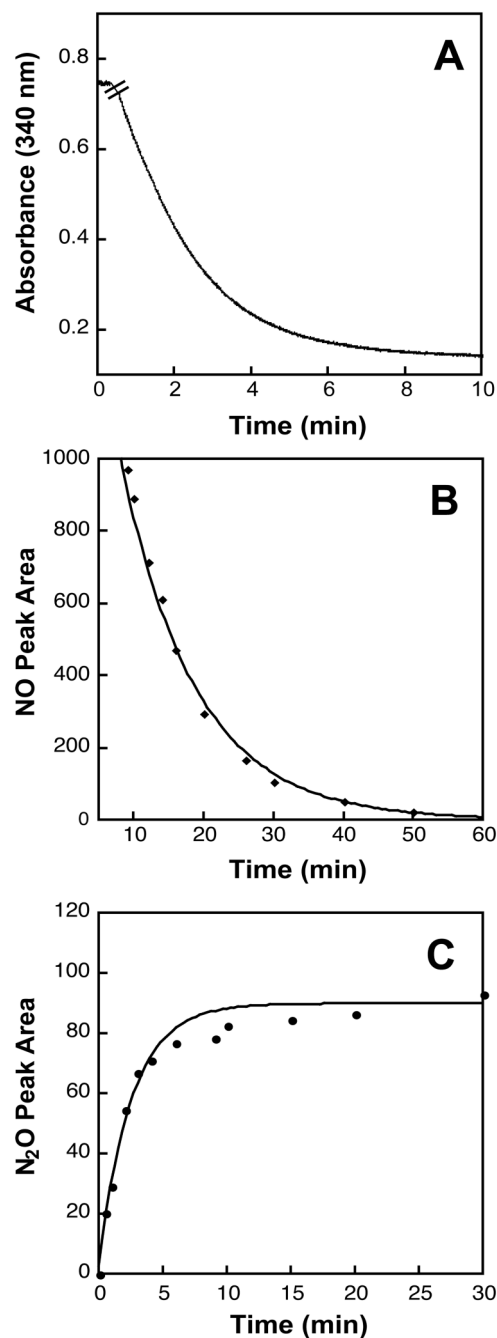 A
Absorbance (340 nm)
0.8
0.6
0.4
0.2
0 2 4 6 8 10
Time (min)
B
NO Peak Area
1000
800
600
400
200
0
10 20 30 40 50 60
Time (min)
C
N₂O Peak Area
120
100
80
60
40
20
0
0 5 10 15 20 25 30
Time (min)